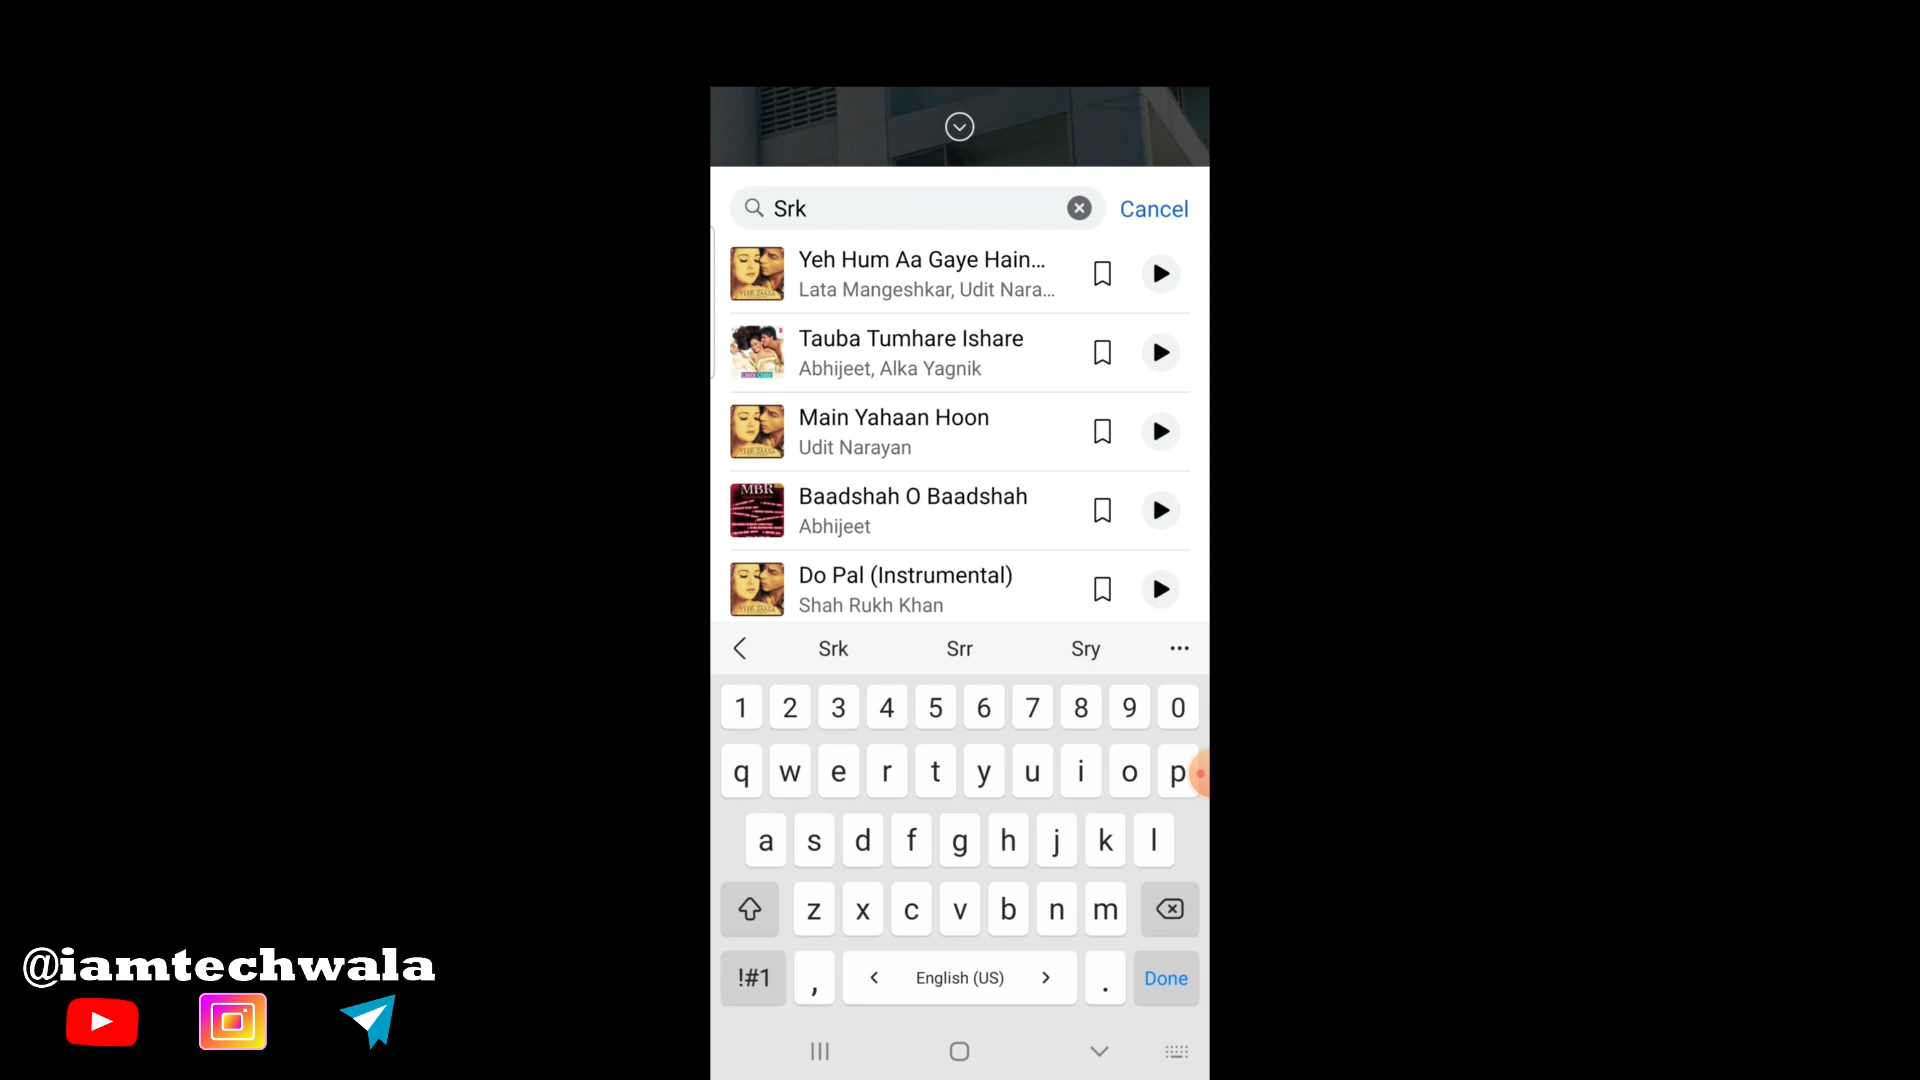 Srk
Cancel
Yeh Hum Aa Gaye Hain...
Lata Mangeshkar, Udit Nara...
Tauba Tumhare Ishare
Abhijeet, Alka Yagnik
Main Yahaan Hoon
Udit Narayan
MBR
Baadshah O Baadshah
Abhijeet
Do Pal (Instrumental)
Shah Rukh Khan
Srk Srr Sry
1 2 3 4 5 6 7 8 9 0
q w e r t y u i o p
a s d f g h j k l
z x c v b n m
!#1 , English (US) . Done
@iamtechwala